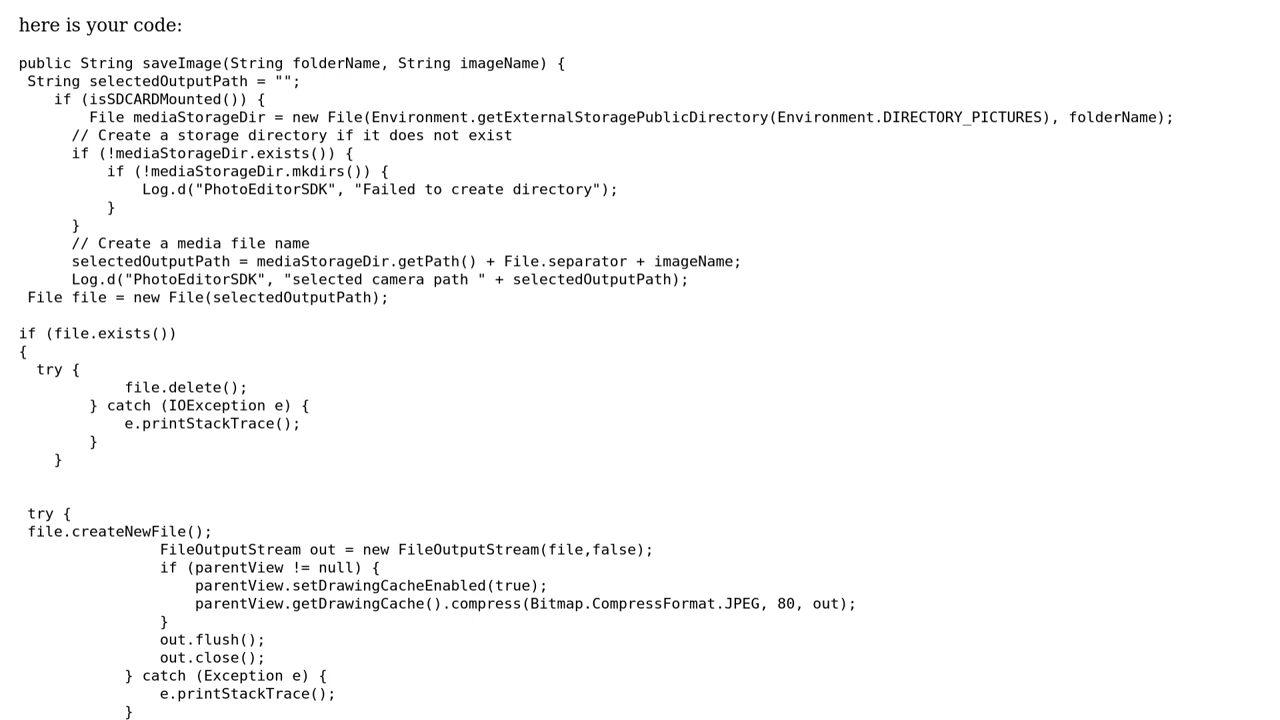 here is your code:
public String saveImage(String folderName, String imageName) {
 String selectedOutputPath = "";
    if (isSDCARDMounted()) {
        File mediaStorageDir = new File(Environment.getExternalStoragePublicDirectory(Environment.DIRECTORY_PICTURES), folderName);
      // Create a storage directory if it does not exist
      if (!mediaStorageDir.exists()) {
          if (!mediaStorageDir.mkdirs()) {
              Log.d("PhotoEditorSDK", "Failed to create directory");
          }
      }
      // Create a media file name
      selectedOutputPath = mediaStorageDir.getPath() + File.separator + imageName;
      Log.d("PhotoEditorSDK", "selected camera path " + selectedOutputPath);
 File file = new File(selectedOutputPath);
if (file.exists())
{
  try {
            file.delete();
        } catch (IOException e) {
            e.printStackTrace();
        }
    }
 try {
 file.createNewFile();
                FileOutputStream out = new FileOutputStream(file,false);
                if (parentView != null) {
                    parentView.setDrawingCacheEnabled(true);
                    parentView.getDrawingCache().compress(Bitmap.CompressFormat.JPEG, 80, out);
                }
                out.flush();
                out.close();
            } catch (Exception e) {
                e.printStackTrace();
            }